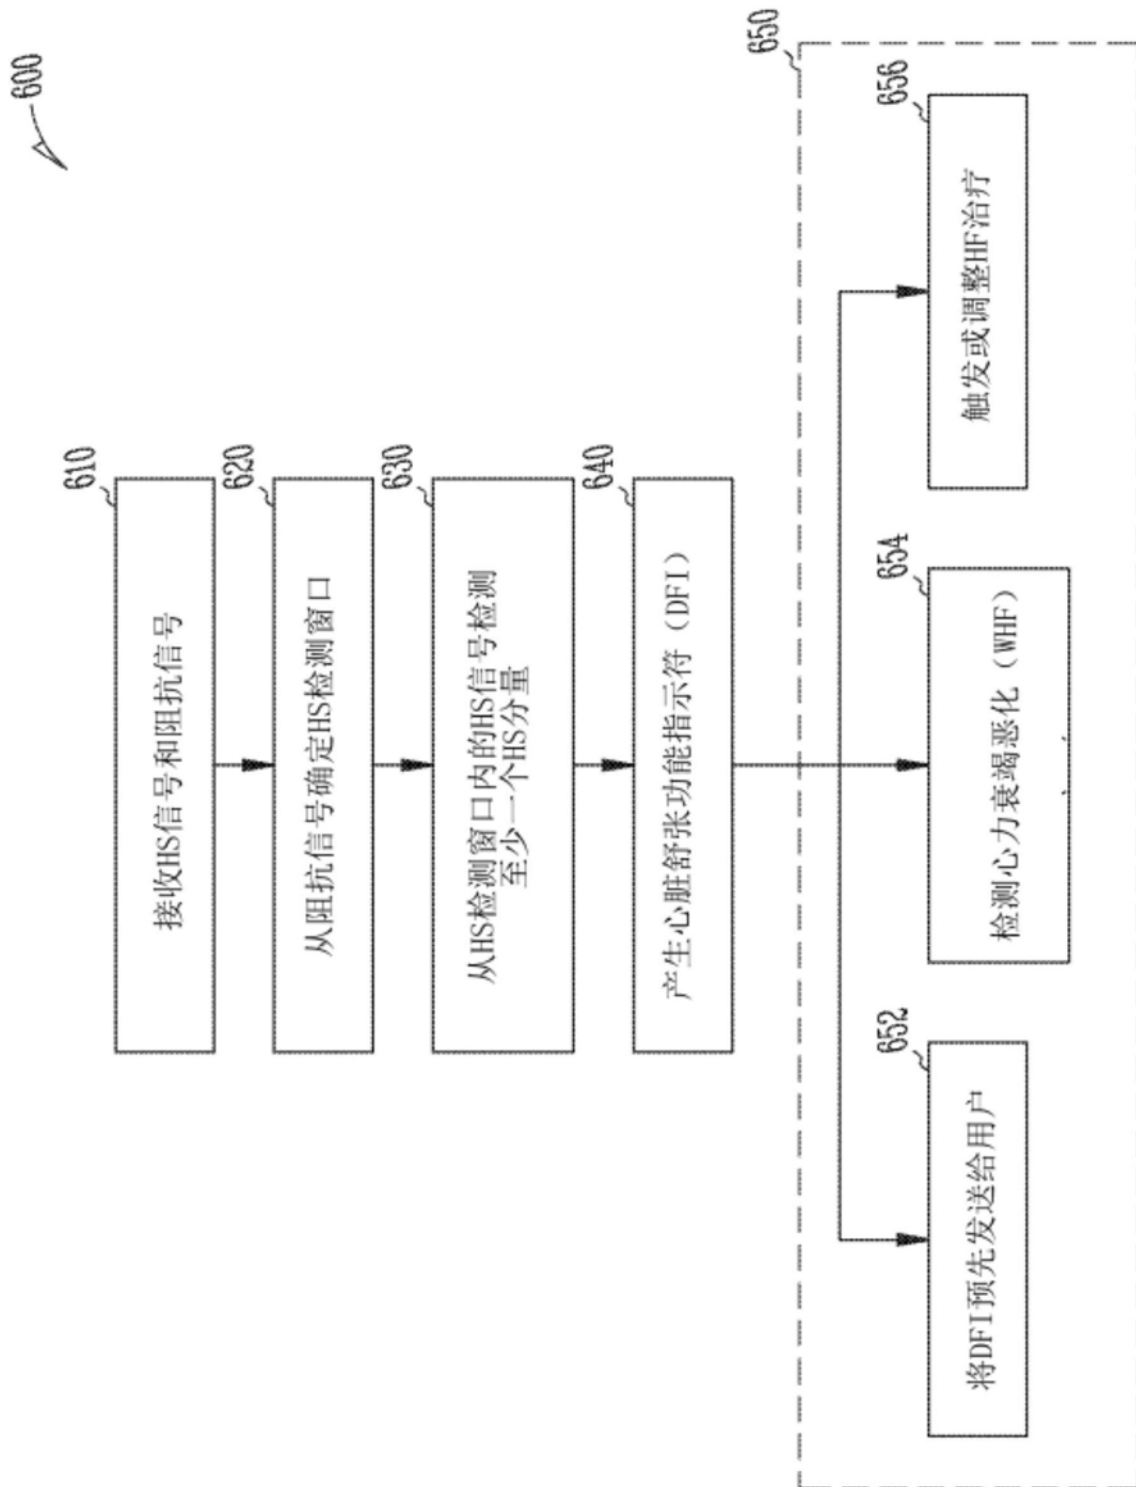 600
610
接收HS信号和阻抗信号
620
从阻抗信号确定HS检测窗口
630
从HS检测窗口内的HS信号检测
至少一个HS分量
640
产生心脏舒张功能指示符（DFI）
650
652
将DFI预先发送给用户
654
检测心力衰竭恶化（WHF）
656
触发或调整HF治疗